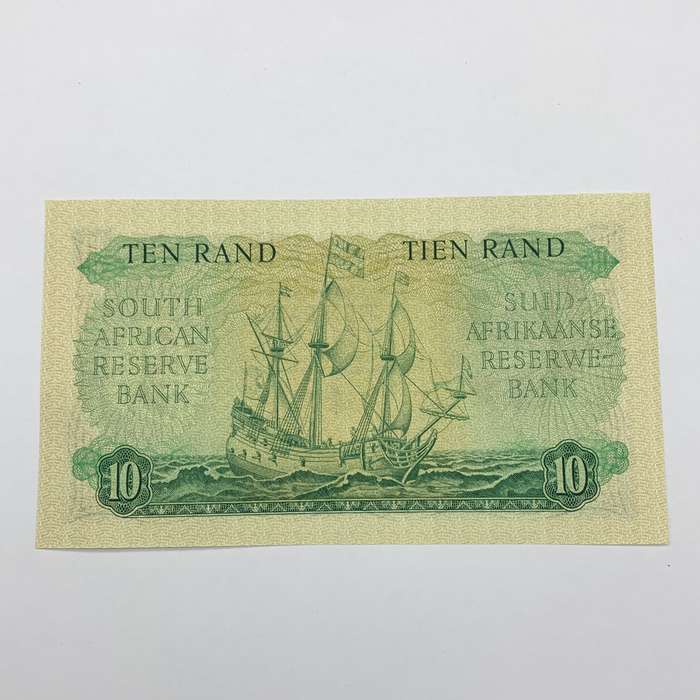 TEN RAND
TIEN RAND
SOUTH
AFRICAN
RESERVE
BANK
SUID-
AFRIKAANSE
RESERWE-
BANK
10
10